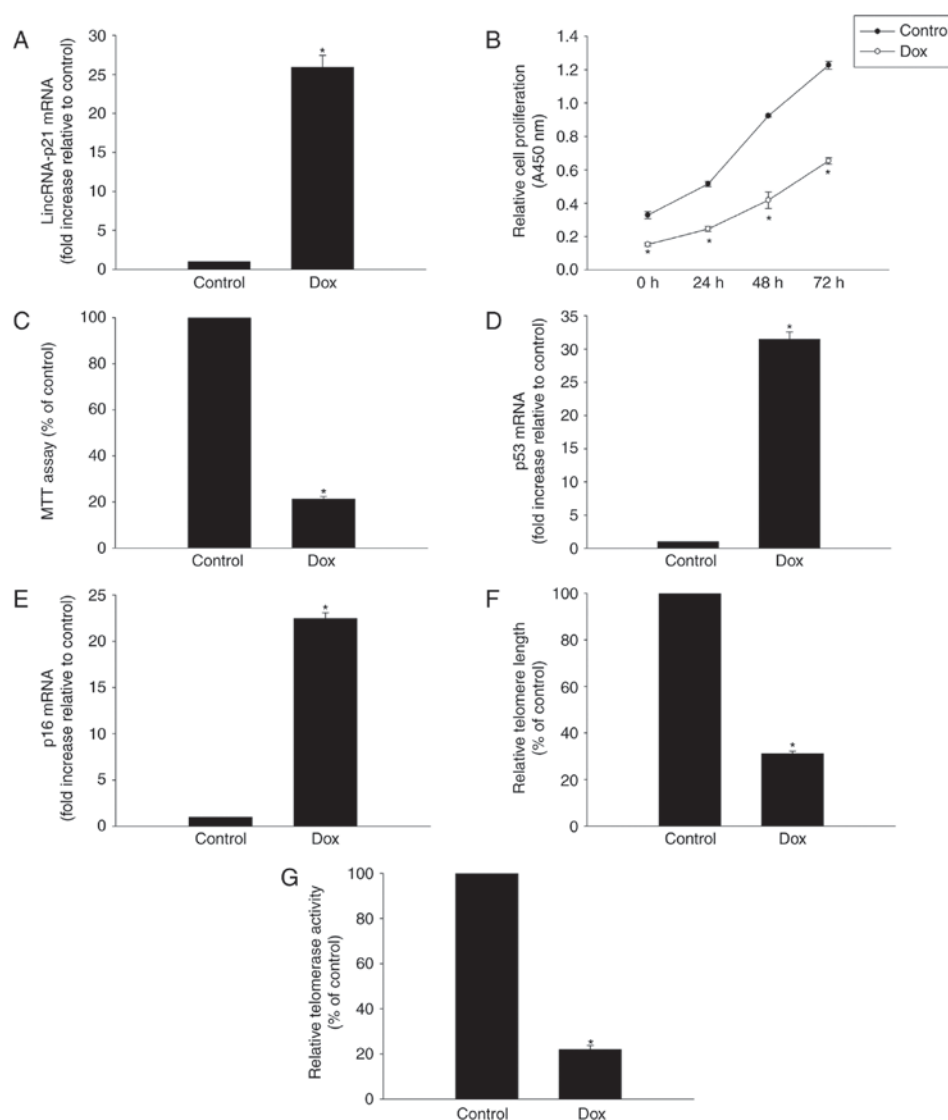 A
LincRNA-p21 mRNA
(fold increase relative to control)
30
25
20
15
10
5
0
*
Control Dox
B
Control
Dox
Relative cell proliferation
(A450 nm)
1.4
1.2
1.0
0.8
0.6
0.4
0.2
0.0
* * * *
0 h 24 h 48 h 72 h
C
MTT assay (% of control)
100
80
60
40
20
0
*
Control Dox
D
p53 mRNA
(fold increase relative to control)
35
30
25
20
15
10
5
0
*
Control Dox
E
p16 mRNA
(fold increase relative to control)
25
20
15
10
5
0
*
Control Dox
F
Relative telomere length
(% of control)
100
80
60
40
20
0
*
Control Dox
G
Relative telomerase activity
(% of control)
100
80
60
40
20
0
*
Control Dox